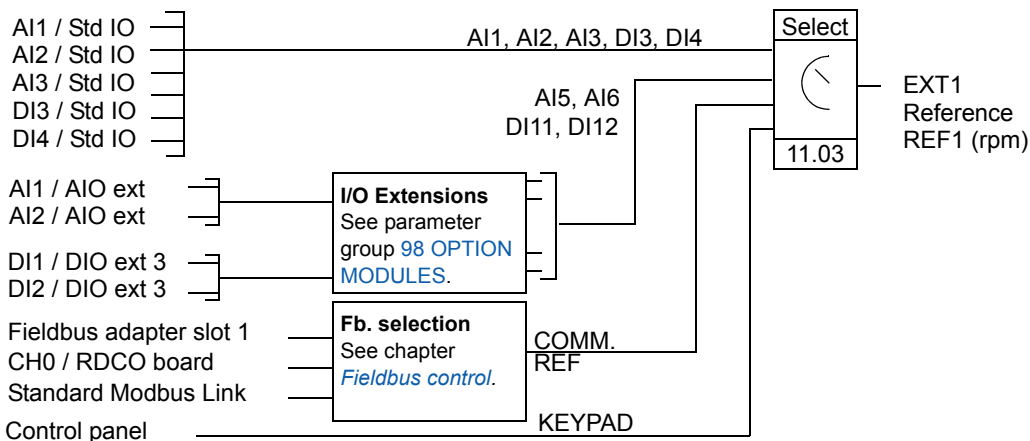 AI1 / Std IO
AI2 / Std IO
AI3 / Std IO
DI3 / Std IO
DI4 / Std IO
AI1, AI2, AI3, DI3, DI4
Select
11.03
EXT1
Reference
REF1 (rpm)
AI5, AI6
DI11, DI12
AI1 / AIO ext
AI2 / AIO ext
DI1 / DIO ext 3
DI2 / DIO ext 3
I/O Extensions
See parameter
group 98 OPTION
MODULES.
Fieldbus adapter slot 1
CH0 / RDCO board
Standard Modbus Link
Fb. selection
See chapter
Fieldbus control.
COMM.
REF
Control panel
KEYPAD